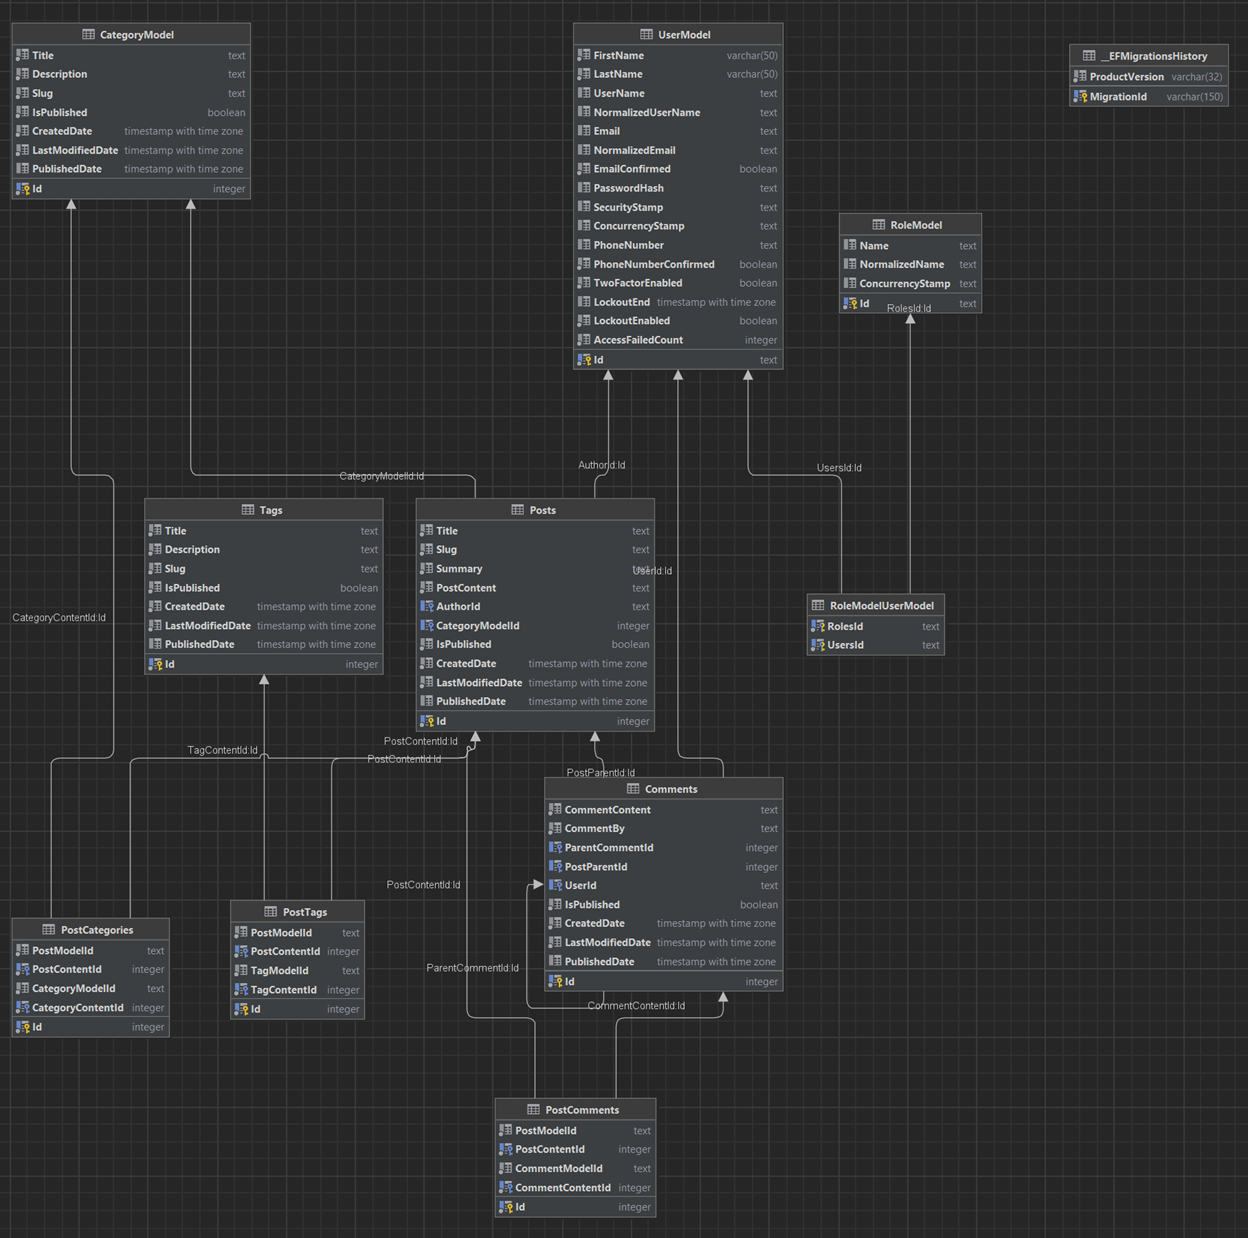 CategoryModel
Title text
Description text
Slug text
IsPublished boolean
CreatedDate timestamp with time zone
LastModifiedDate timestamp with time zone
PublishedDate timestamp with time zone
Id integer
UserModel
FirstName varchar(50)
LastName varchar(50)
UserName text
NormalizedUserName text
Email text
NormalizedEmail text
EmailConfirmed boolean
PasswordHash text
SecurityStamp text
ConcurrencyStamp text
PhoneNumber text
PhoneNumberConfirmed boolean
TwoFactorEnabled boolean
LockoutEnd timestamp with time zone
LockoutEnabled boolean
AccessFailedCount integer
Id text
__EFMigrationsHistory
ProductVersion varchar(32)
MigrationId varchar(150)
RoleModel
Name text
NormalizedName text
ConcurrencyStamp text
Id text
RolesId:Id
CategoryModelId:Id
AuthorId:Id
UsersId:Id
Tags
Title text
Description text
Slug text
IsPublished boolean
CreatedDate timestamp with time zone
LastModifiedDate timestamp with time zone
PublishedDate timestamp with time zone
Id integer
Posts
Title text
Slug text
Summary text
PostContent text
AuthorId text
CategoryModelId integer
IsPublished boolean
CreatedDate timestamp with time zone
LastModifiedDate timestamp with time zone
PublishedDate timestamp with time zone
Id integer
UserId:Id
RoleModelUserModel
RolesId text
UsersId text
CategoryContentId:Id
TagContentId:Id
PostContentId:Id
PostContentId:Id
PostParentId:Id
Comments
CommentContent text
CommentBy text
ParentCommentId integer
PostParentId integer
UserId text
IsPublished boolean
CreatedDate timestamp with time zone
LastModifiedDate timestamp with time zone
PublishedDate timestamp with time zone
Id integer
PostContentId:Id
ParentCommentId:Id
CommentContentId:Id
PostCategories
PostModelId text
PostContentId integer
CategoryModelId text
CategoryContentId integer
Id integer
PostTags
PostModelId text
PostContentId integer
TagModelId text
TagContentId integer
Id integer
PostComments
PostModelId text
PostContentId integer
CommentModelId text
CommentContentId integer
Id integer